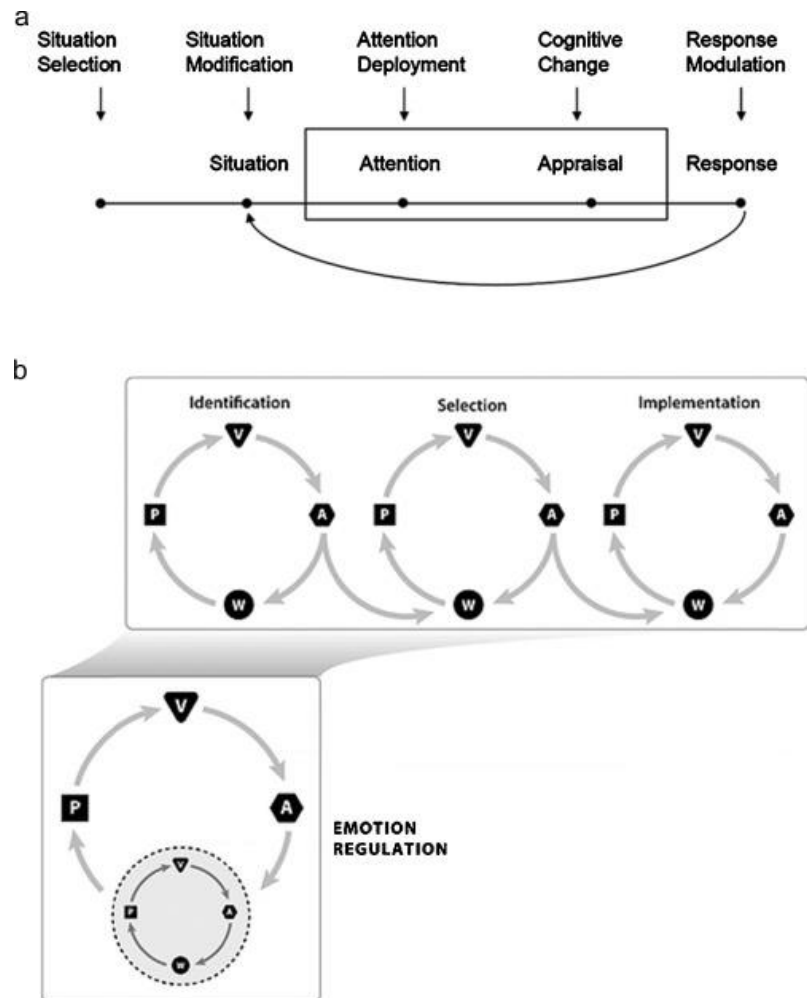 a
Situation Selection
Situation Modification
Attention Deployment
Cognitive Change
Response Modulation
Situation
Attention
Appraisal
Response
b
Identification
Selection
Implementation
V
V
V
P
A
P
A
P
A
W
W
W
V
P
A
EMOTION
REGULATION
V
P
A
W